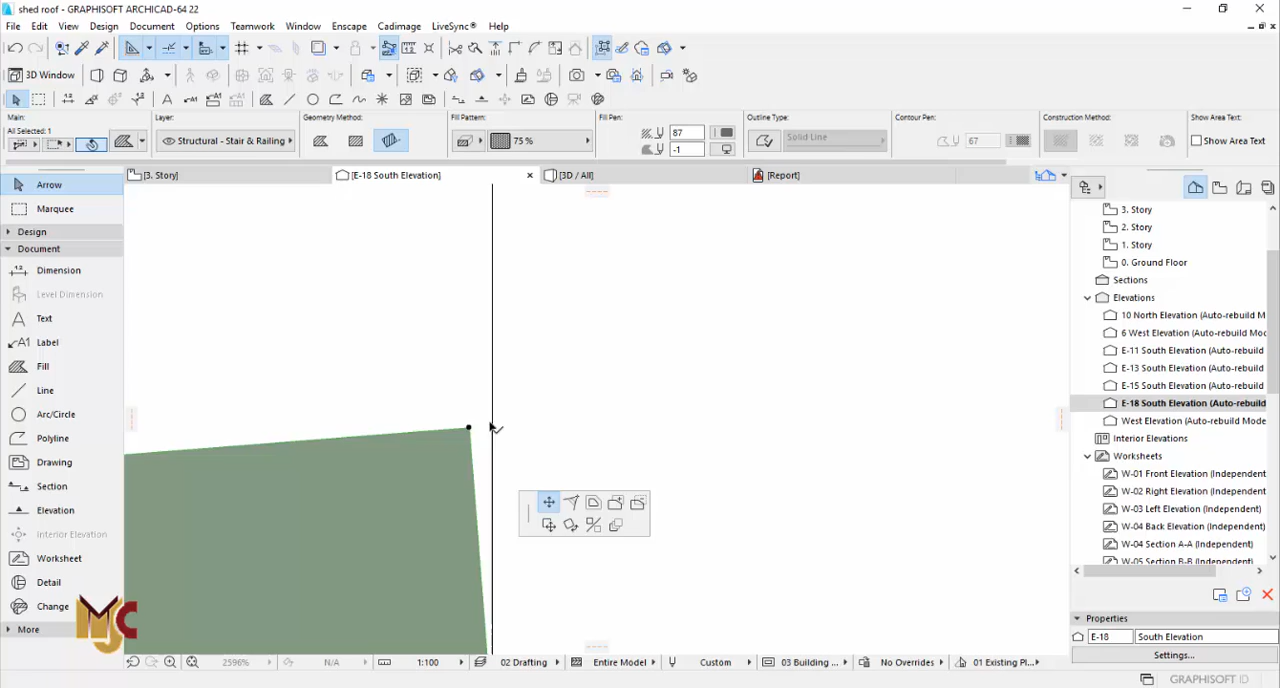 shed roof - GRAPHISOFT ARCHICAD-64 22
File Edit View Design Document Options Teamwork Window Enscape Cadimage LiveSync® Help
3D Window
Main: Layer: Geometry Method: Fill Pattern: Fill Pen: Outline Type: Contour Pen: Construction Method: Show Area Text:
All Selected: 1
Structural - Stair & Railing
75 %
87
-1
Solid Line
67
Show Area Text
[3. Story]
[E-18 South Elevation]
[3D / All]
[Report]
Arrow
Marquee
Design
Document
Dimension
Level Dimension
Text
Label
Fill
Line
Arc/Circle
Polyline
Drawing
Section
Elevation
Interior Elevation
Worksheet
Detail
Change
More
MJC
3. Story
2. Story
1. Story
0. Ground Floor
Sections
Elevations
10 North Elevation (Auto-rebuild M
6 West Elevation (Auto-rebuild Mod
E-11 South Elevation (Auto-rebuild
E-13 South Elevation (Auto-rebuild
E-15 South Elevation (Auto-rebuild
E-18 South Elevation (Auto-rebuild
West Elevation (Auto-rebuild Mode
Interior Elevations
Worksheets
W-01 Front Elevation (Independent
W-02 Right Elevation (Independent
W-03 Left Elevation (Independent)
W-04 Back Elevation (Independent
W-04 Section A-A (Independent)
W-05 Section B-B (Independent)
Properties
E-18 South Elevation
Settings...
2596% N/A 1:100 02 Drafting Entire Model Custom 03 Building ... No Overrides 01 Existing Pl...
GRAPHISOFT ID